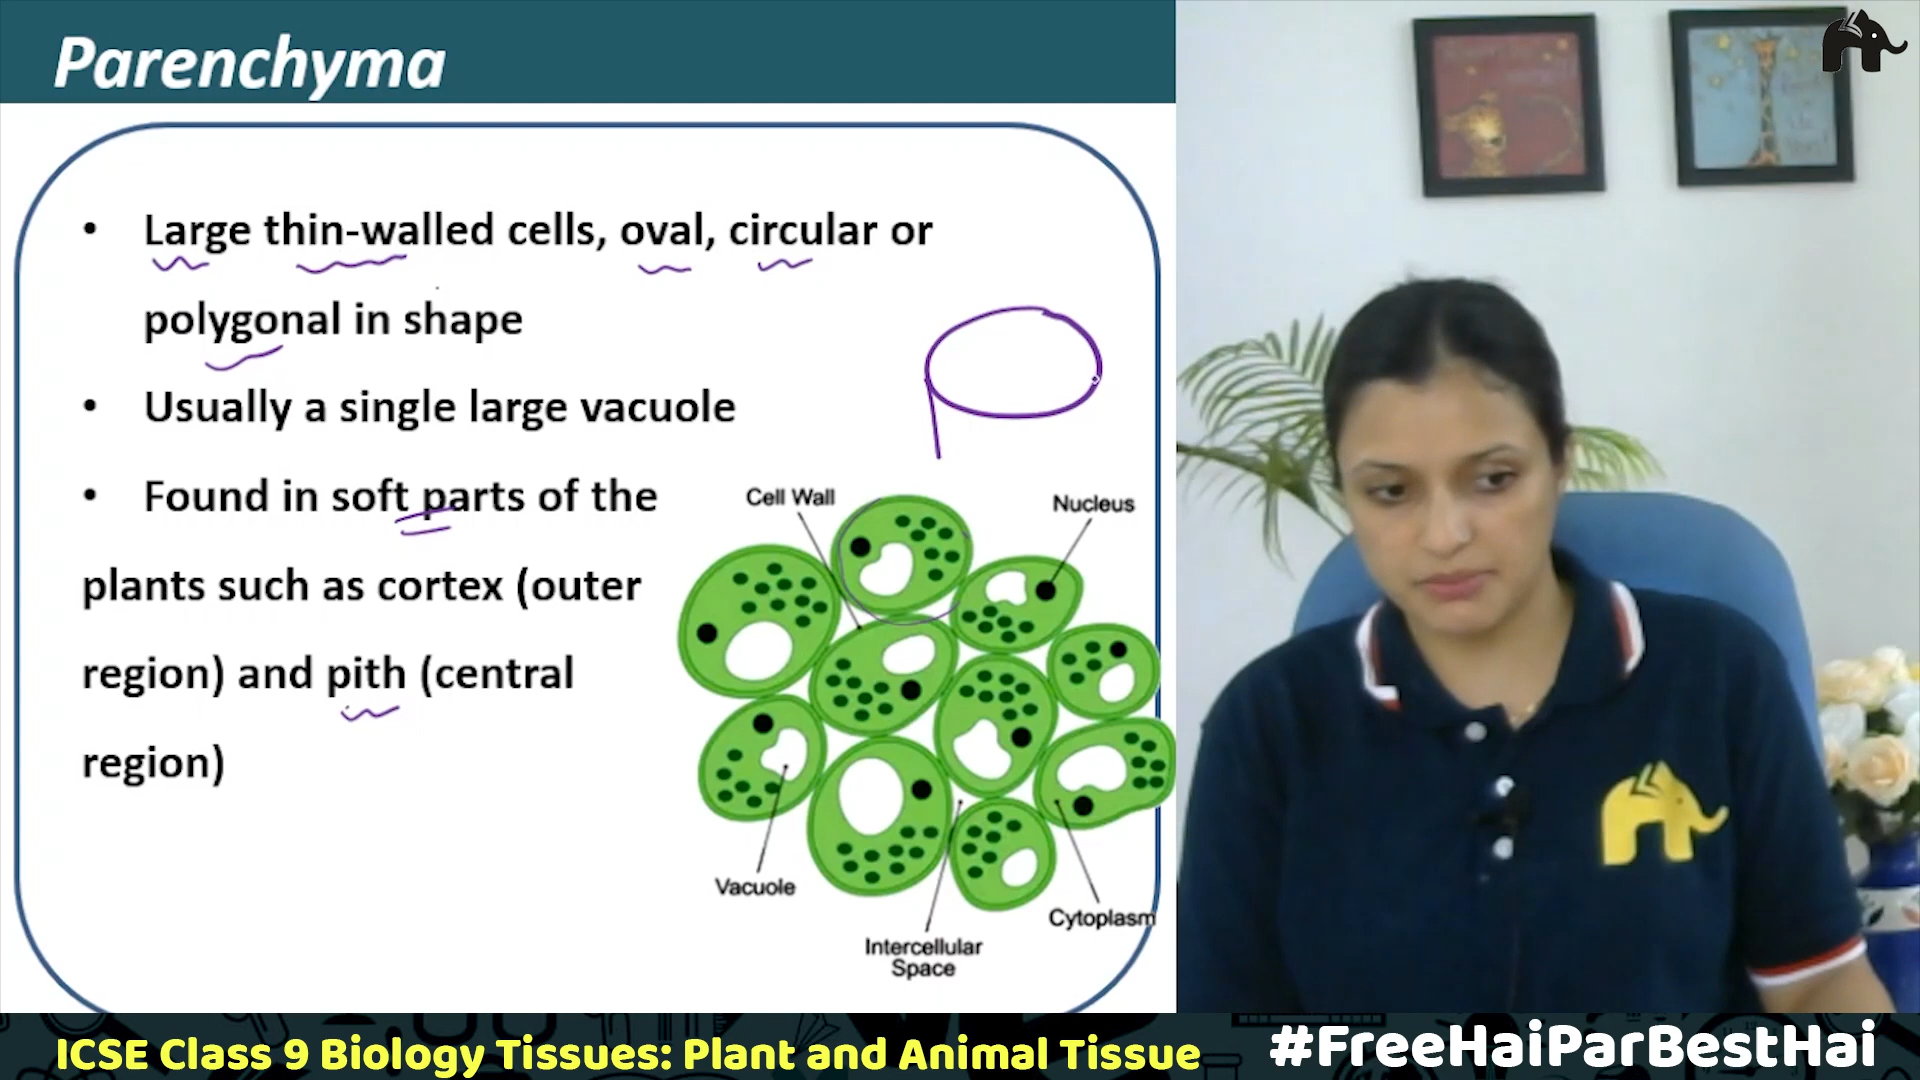 Parenchyma
• Large thin-walled cells, oval, circular or
polygonal in shape
• Usually a single large vacuole
• Found in soft parts of the
plants such as cortex (outer
region) and pith (central
region)
Cell Wall
Nucleus
Vacuole
Cytoplasm
Intercellular
Space
ICSE Class 9 Biology Tissues: Plant and Animal Tissue
#FreeHaiParBestHai